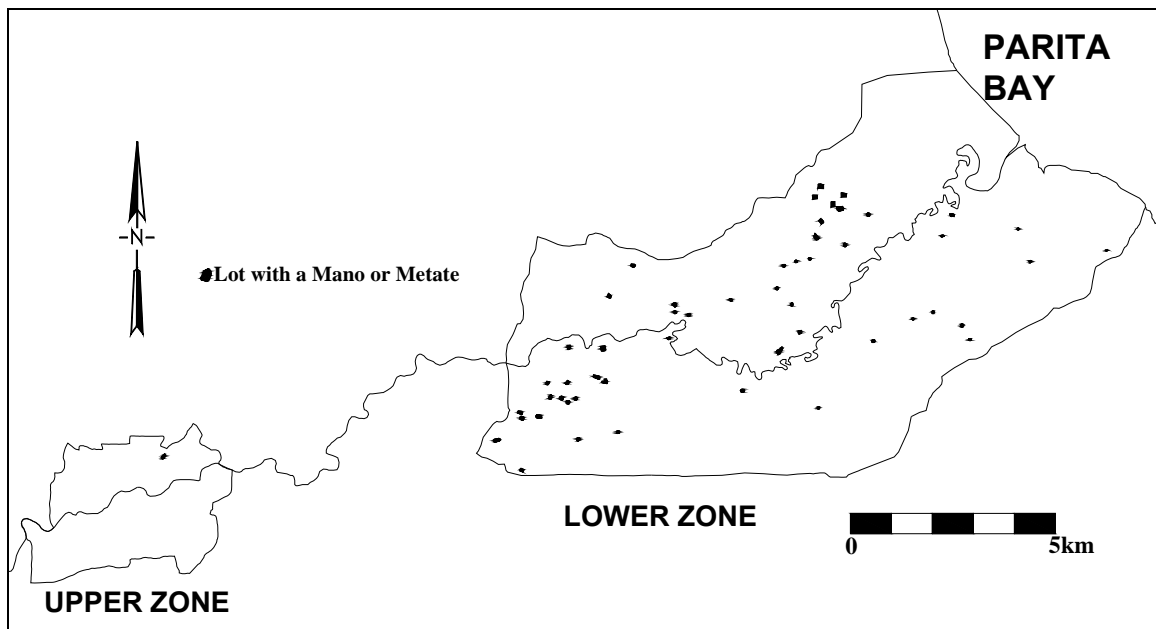 PARITA
BAY
-N-
Lot with a Mano or Metate
LOWER ZONE
0 5km
UPPER ZONE